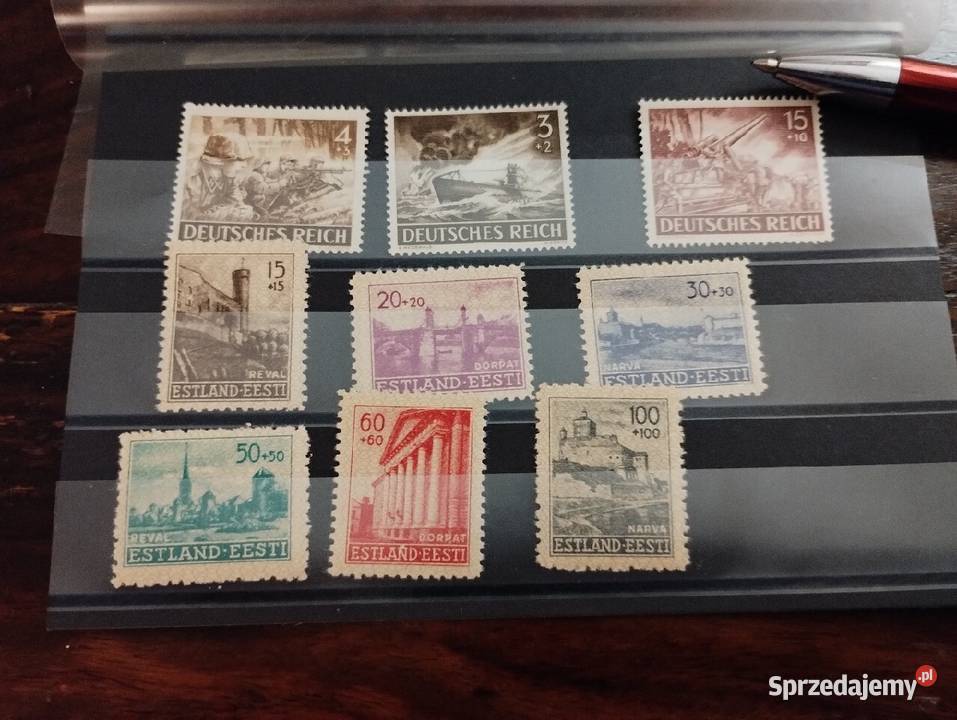 4
+3
DEUTSCHES REICH
3
+2
DEUTSCHES REICH
15
+10
DEUTSCHES REICH
15
+15
REVAL
ESTLAND·EESTI
20+20
DORPAT
ESTLAND·EESTI
30+30
NARVA
ESTLAND·EESTI
50+50
REVAL
ESTLAND·EESTI
60
+60
DORPAT
ESTLAND·EESTI
100
+100
NARVA
ESTLAND·EESTI
Sprzedajemy.pl